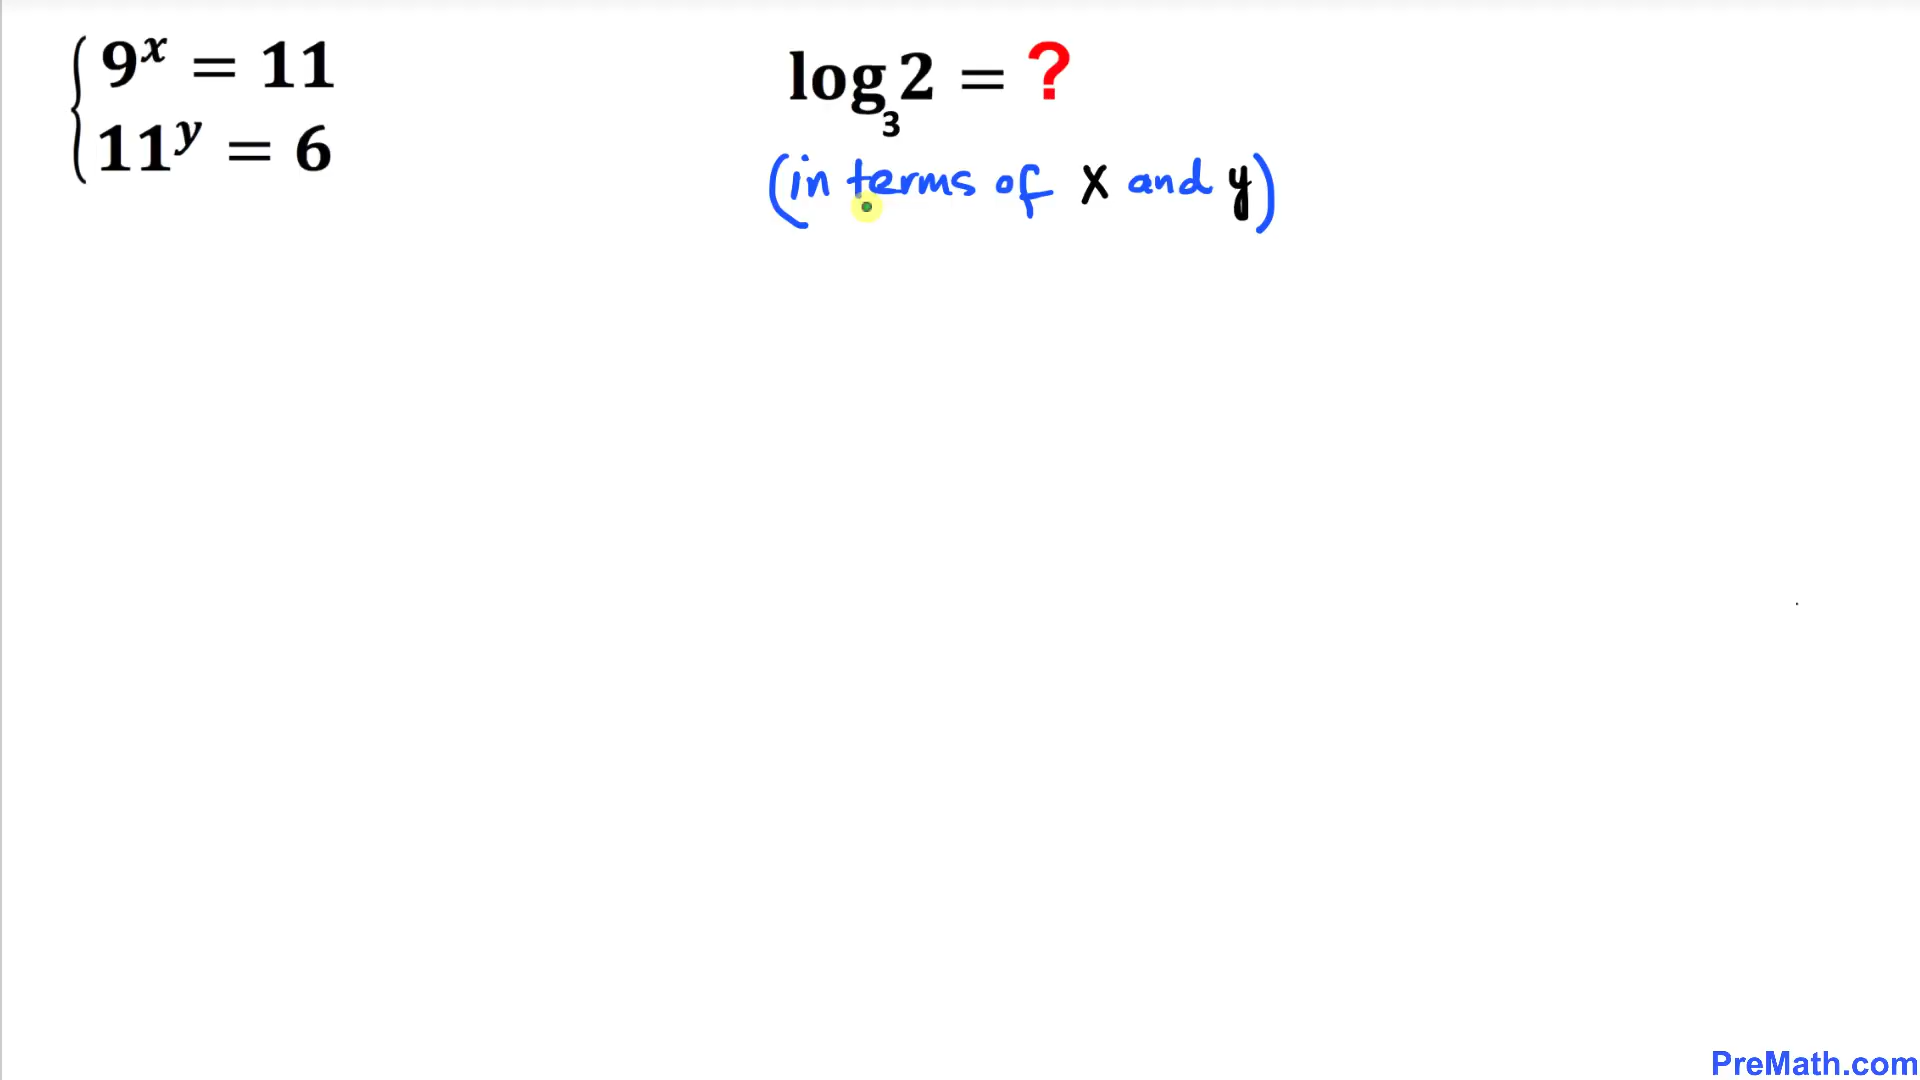 9^x = 11
11^y = 6
log_3 2 = ?
(in terms of x and y)
PreMath.com